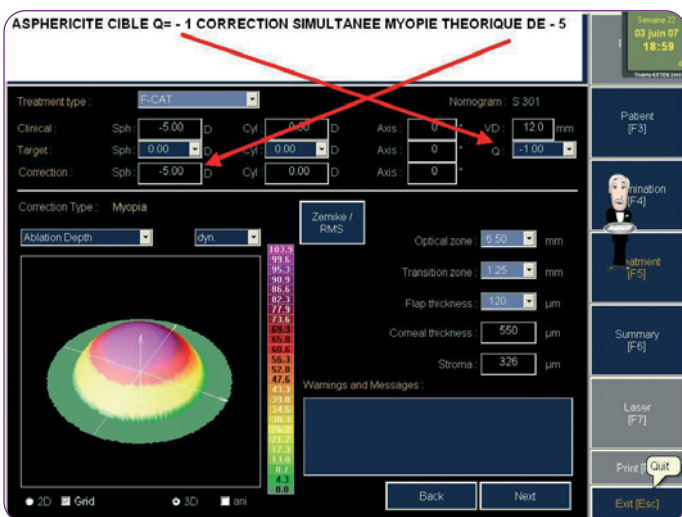 ASPHERICITE CIBLE Q= - 1 CORRECTION SIMULTANEE MYOPIE THEORIQUE DE - 5
Semaine 22
03 juin 07
18:59
Treatment type : F-CAT Nomogram : S 301
Clinical : Sph : -5.00 D Cyl : 0.00 D Axis : 0 ° VD : 12.0 mm
Target : Sph : 0.00 D Cyl : 0.00 D Axis : 0 ° Q : -1.00
Correction : Sph : -5.00 D Cyl : 0.00 D Axis : 0 °
Patient
[F3]
mination
[F4]
eatment
[F5]
Summary
[F6]
Laser
[F7]
Print [
Quit
Exit [Esc]
Correction Type : Myopia
Zernike /
RMS
Ablation Depth dyn.
Optical zone : 6.50 mm
Transition zone : 1.25 mm
Flap thickness : 120 µm
Corneal thickness : 550 µm
Stroma : 326 µm
103.9
99.6
95.3
90.9
86.6
82.3
77.9
73.6
69.3
65.0
60.6
56.3
52.0
47.6
43.3
39.0
34.6
30.3
26.0
21.7
17.3
13.0
8.7
4.3
0.0
Warnings and Messages :
2D Grid 3D ani
Back Next